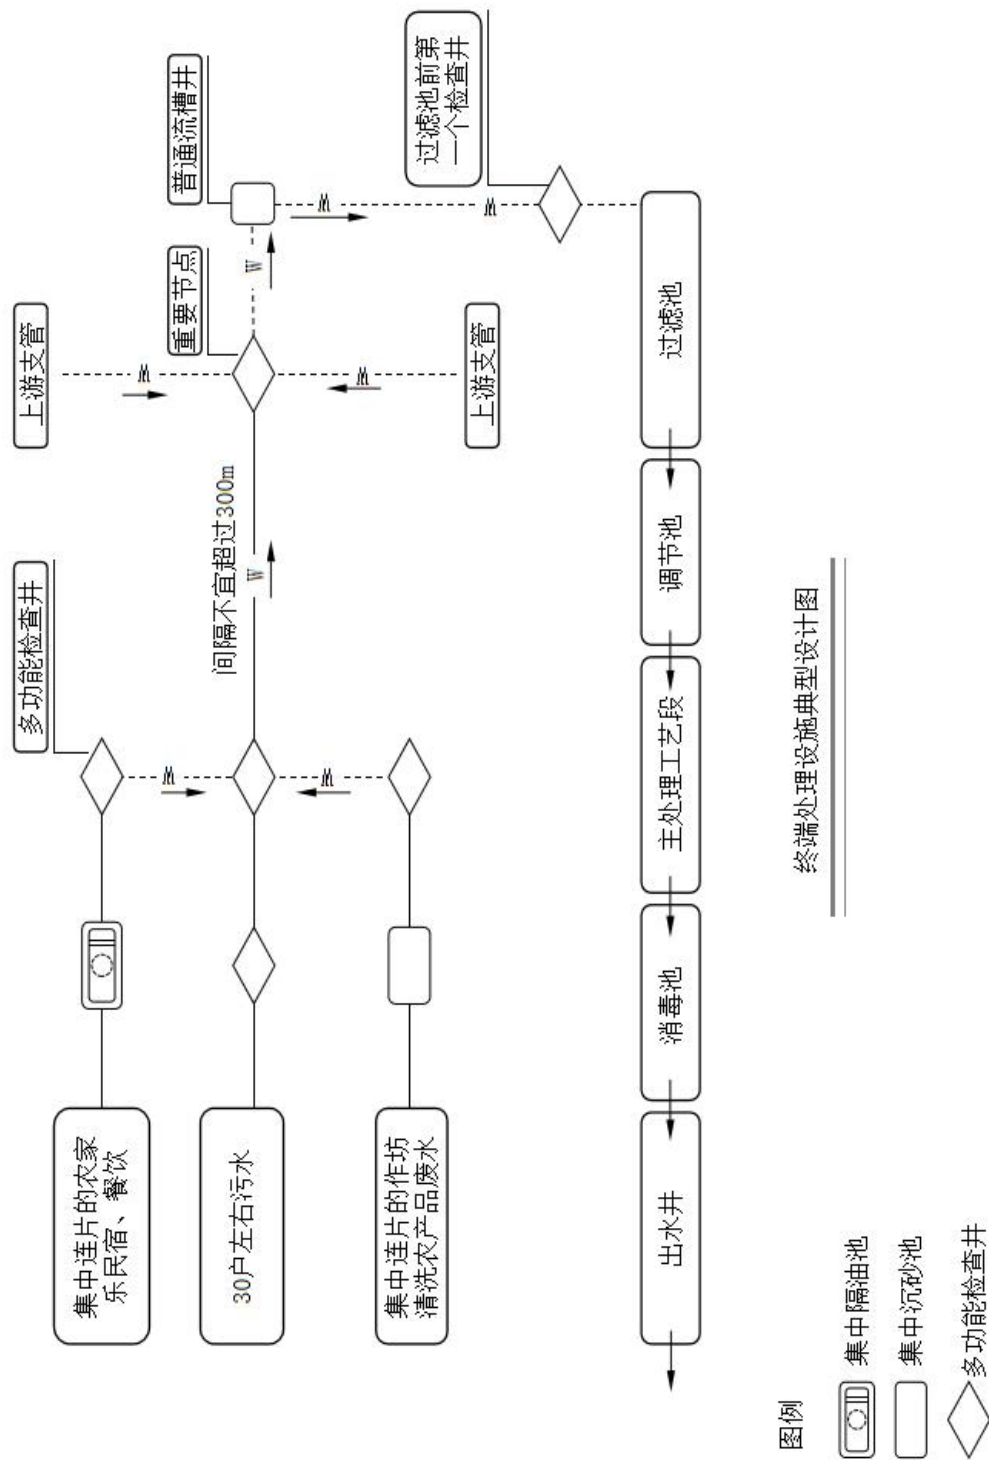 集中连片的农家
乐民宿、餐饮
多功能检查井
上游支管
W
W
30户左右污水
间隔不宜超过300m
W
重要节点
W
普通流槽井
集中连片的作坊
清洗农产品废水
W
W
上游支管
W
W
过滤池前第
一个检查井
出水井
消毒池
主处理工艺段
调节池
过滤池
终端处理设施典型设计图
图例
集中隔油池
集中沉砂池
多功能检查井